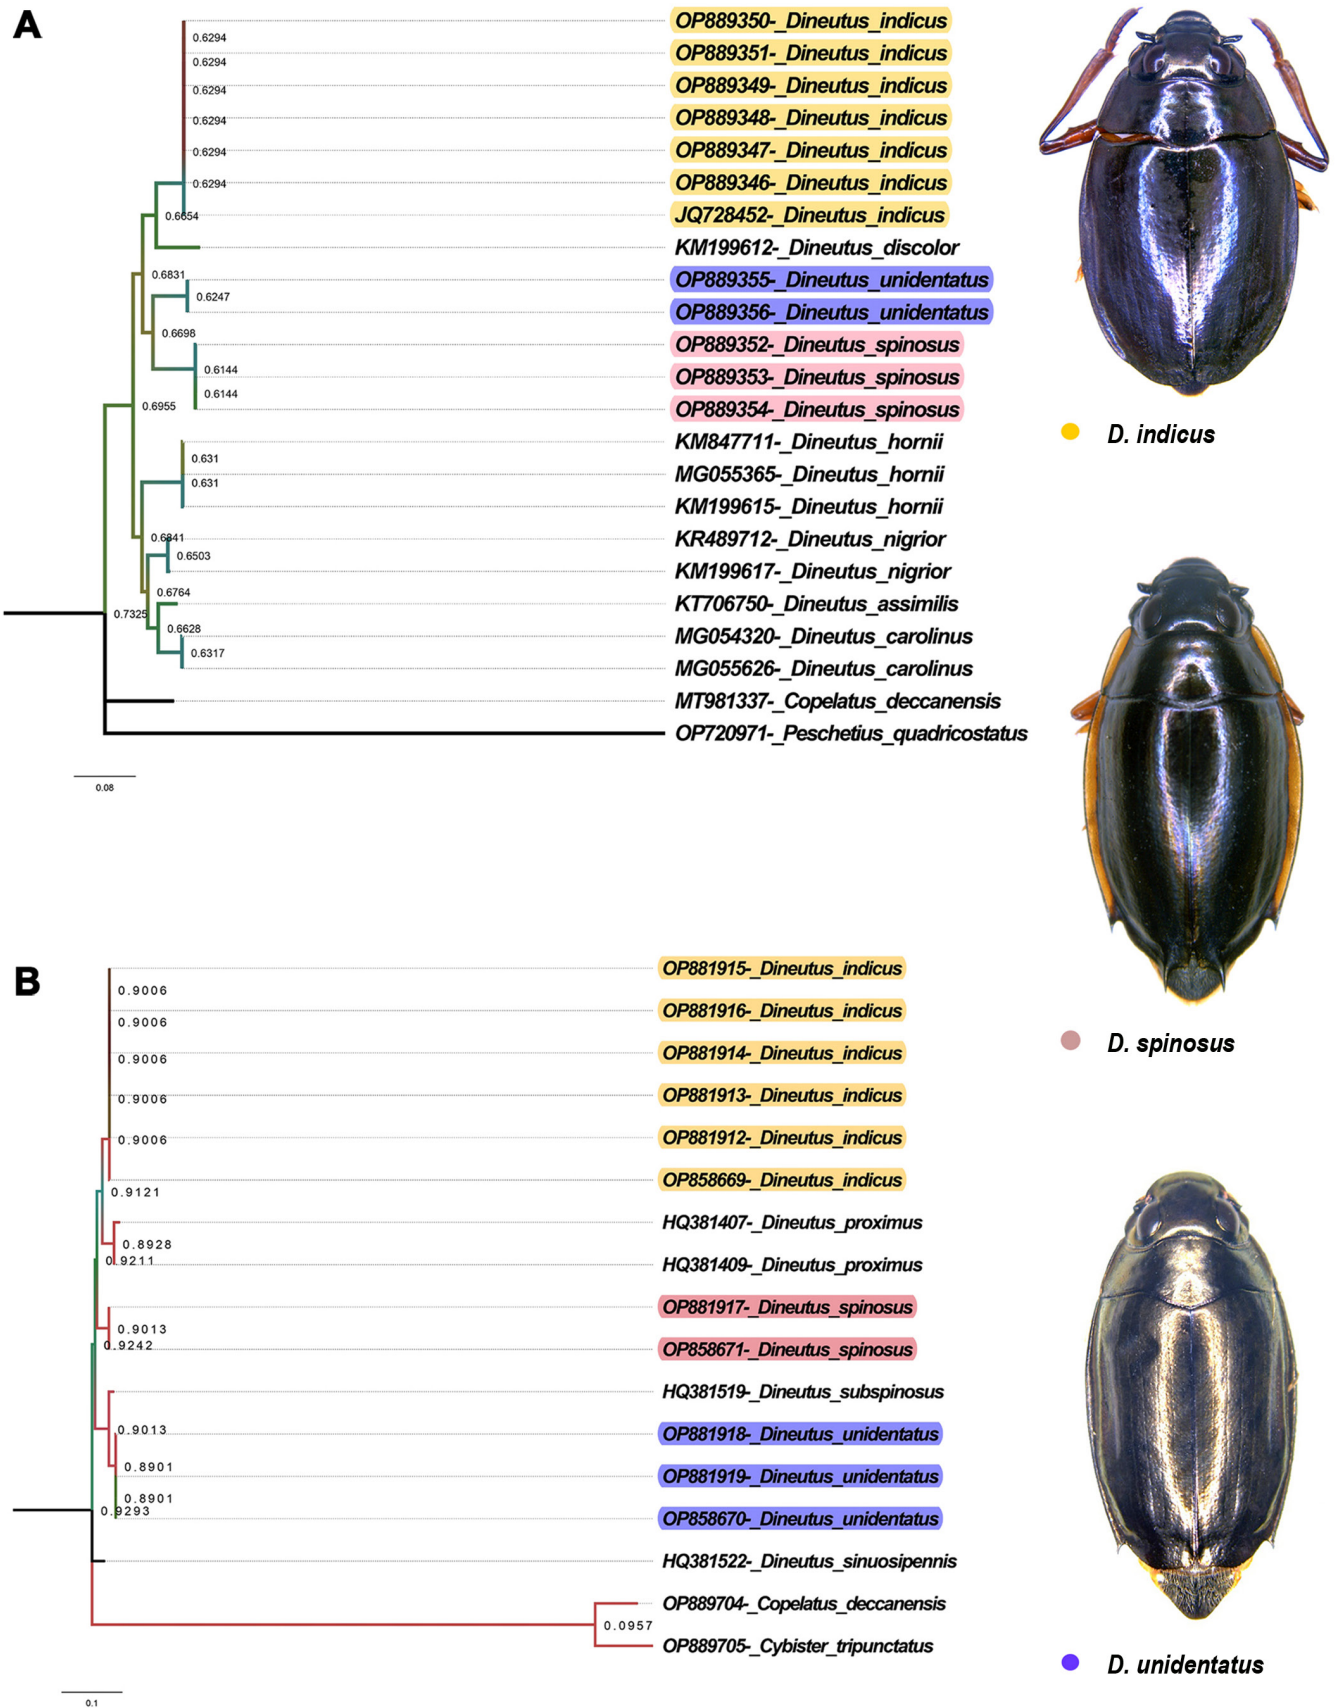 A
OP889350-_Dineutus_indicus
0.6294
OP889351-_Dineutus_indicus
0.6294
OP889349-_Dineutus_indicus
0.6294
OP889348-_Dineutus_indicus
0.6294
OP889347-_Dineutus_indicus
0.6294
OP889346-_Dineutus_indicus
0.6294
JQ728452-_Dineutus_indicus
0.6654
KM199612-_Dineutus_discolor
0.6831
OP889355-_Dineutus_unidentatus
0.6247
OP889356-_Dineutus_unidentatus
0.6698
OP889352-_Dineutus_spinosus
0.6144
OP889353-_Dineutus_spinosus
0.6144
0.6955
OP889354-_Dineutus_spinosus
KM847711-_Dineutus_hornii
0.631
MG055365-_Dineutus_hornii
0.631
KM199615-_Dineutus_hornii
0.6841
KR489712-_Dineutus_nigrior
0.6503
KM199617-_Dineutus_nigrior
0.6764
KT706750-_Dineutus_assimilis
0.7325
0.6628
MG054320-_Dineutus_carolinus
0.6317
MG055626-_Dineutus_carolinus
MT981337-_Copelatus_deccanensis
OP720971-_Peschetius_quadricostatus
0.08
D. indicus
D. spinosus
B
OP881915-_Dineutus_indicus
0.9006
OP881916-_Dineutus_indicus
0.9006
OP881914-_Dineutus_indicus
0.9006
OP881913-_Dineutus_indicus
0.9006
OP881912-_Dineutus_indicus
0.9006
OP858669-_Dineutus_indicus
0.9121
HQ381407-_Dineutus_proximus
0.8928
0.9211
HQ381409-_Dineutus_proximus
OP881917-_Dineutus_spinosus
0.9013
0.9242
OP858671-_Dineutus_spinosus
HQ381519-_Dineutus_subspinosus
0.9013
OP881918-_Dineutus_unidentatus
0.8901
OP881919-_Dineutus_unidentatus
0.8901
0.9293
OP858670-_Dineutus_unidentatus
HQ381522-_Dineutus_sinuosipennis
OP889704-_Copelatus_deccanensis
0.0957
OP889705-_Cybister_tripunctatus
0.1
D. unidentatus